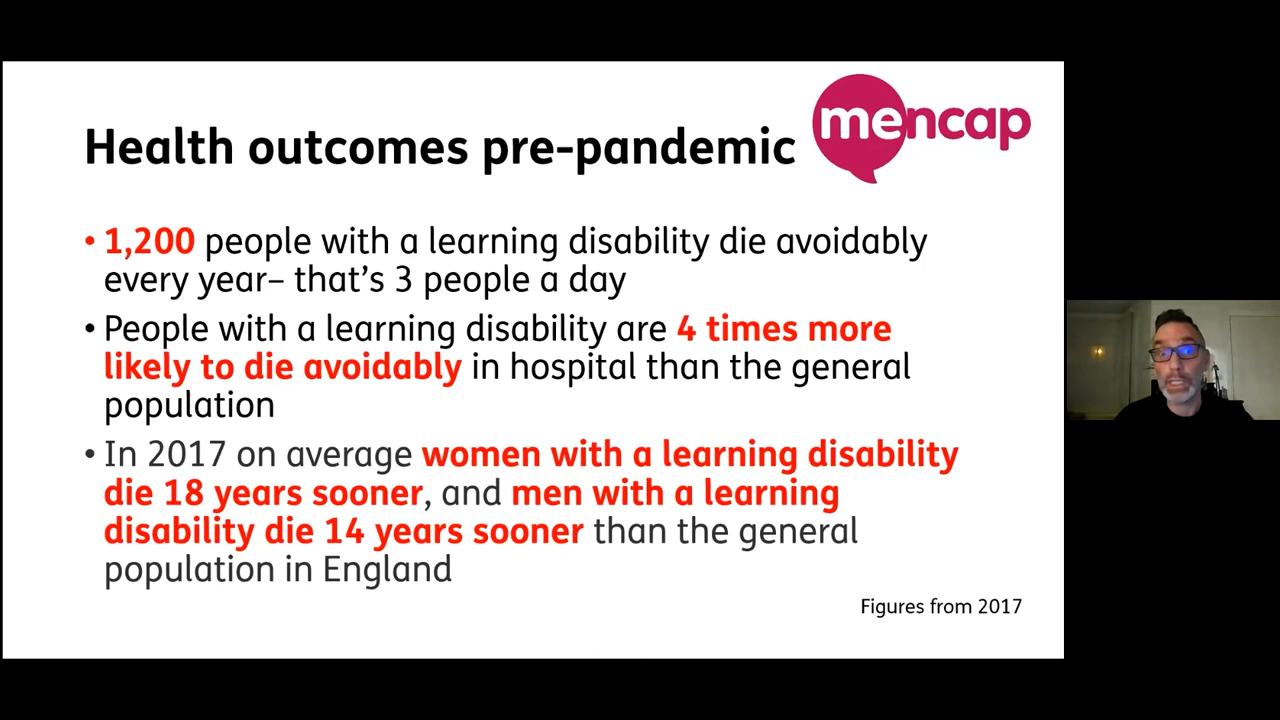 Health outcomes pre-pandemic
mencap
• 1,200 people with a learning disability die avoidably
every year– that’s 3 people a day
• People with a learning disability are 4 times more
likely to die avoidably in hospital than the general
population
• In 2017 on average women with a learning disability
die 18 years sooner, and men with a learning
disability die 14 years sooner than the general
population in England
Figures from 2017